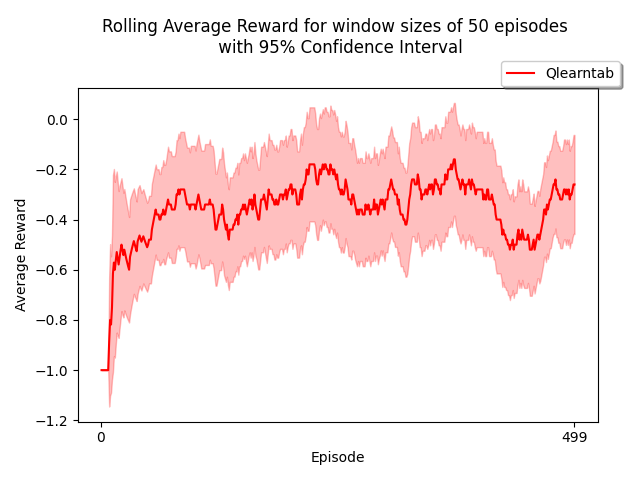 Rolling Average Reward for window sizes of 50 episodes
with 95% Confidence Interval
Qlearntab
0.0
−0.2
−0.4
−0.6
−0.8
−1.0
−1.2
Average Reward
0
499
Episode